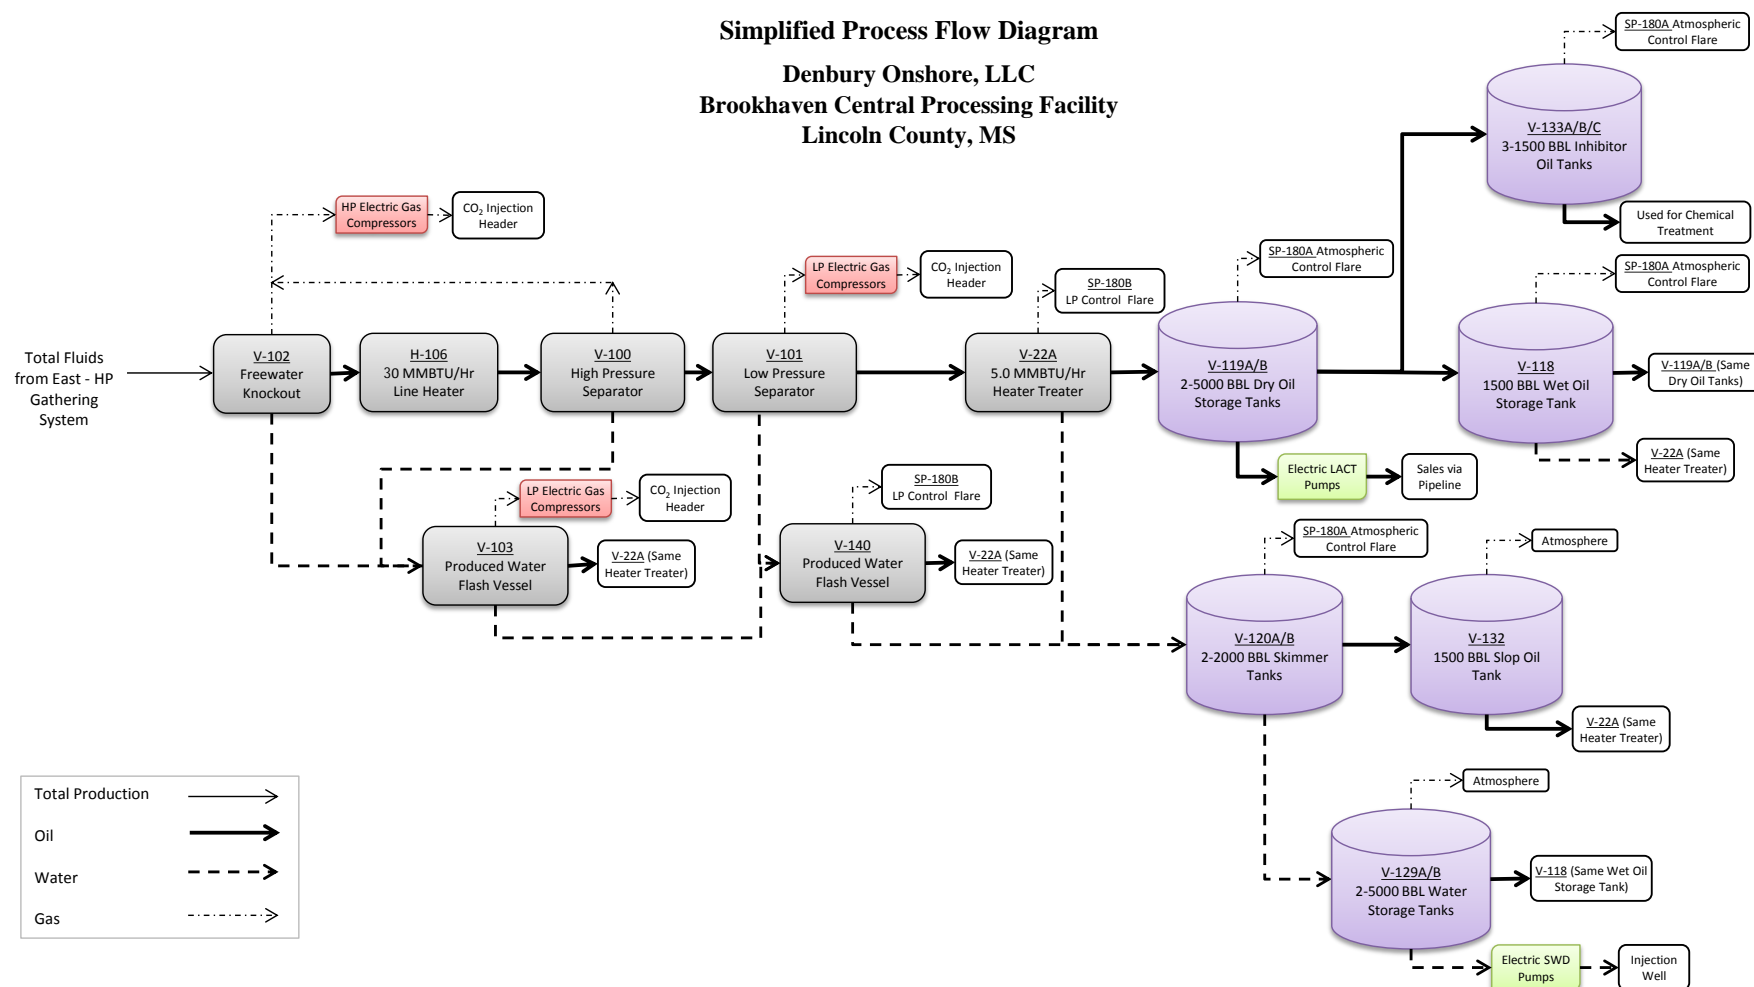 Simplified Process Flow Diagram
Denbury Onshore, LLC
Brookhaven Central Processing Facility
Lincoln County, MS
SP-180A Atmospheric
Control Flare
V-133A/B/C
3-1500 BBL Inhibitor
Oil Tanks
Used for Chemical
Treatment
HP Electric Gas
Compressors
CO2 Injection
Header
LP Electric Gas
Compressors
CO2 Injection
Header
SP-180B
LP Control Flare
SP-180A Atmospheric
Control Flare
SP-180A Atmospheric
Control Flare
Total Fluids
from East - HP
Gathering
System
V-102
Freewater
Knockout
H-106
30 MMBTU/Hr
Line Heater
V-100
High Pressure
Separator
V-101
Low Pressure
Separator
V-22A
5.0 MMBTU/Hr
Heater Treater
V-119A/B
2-5000 BBL Dry Oil
Storage Tanks
V-118
1500 BBL Wet Oil
Storage Tank
V-119A/B (Same
Dry Oil Tanks)
V-22A (Same
Heater Treater)
Electric LACT
Pumps
Sales via
Pipeline
LP Electric Gas
Compressors
CO2 Injection
Header
SP-180B
LP Control Flare
V-103
Produced Water
Flash Vessel
V-22A (Same
Heater Treater)
V-140
Produced Water
Flash Vessel
V-22A (Same
Heater Treater)
SP-180A Atmospheric
Control Flare
Atmosphere
V-120A/B
2-2000 BBL Skimmer
Tanks
V-132
1500 BBL Slop Oil
Tank
V-22A (Same
Heater Treater)
Atmosphere
V-129A/B
2-5000 BBL Water
Storage Tanks
V-118 (Same Wet Oil
Storage Tank)
Electric SWD
Pumps
Injection
Well
Total Production
Oil
Water
Gas